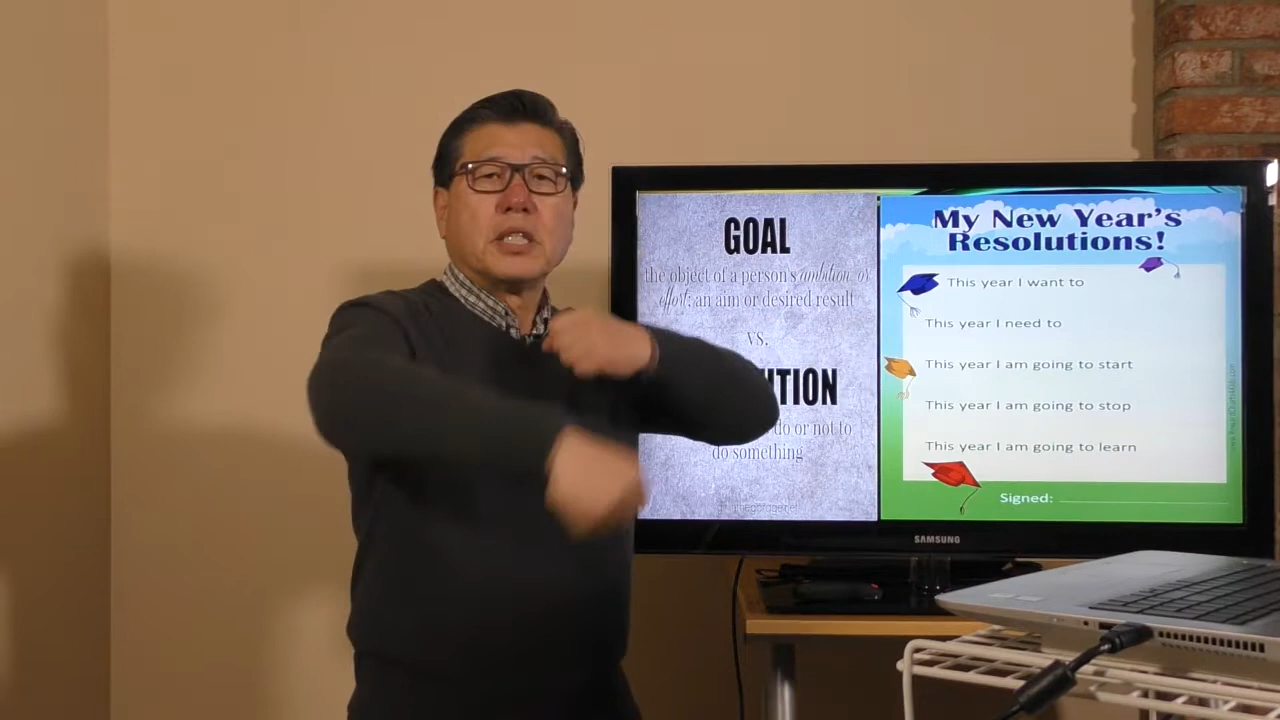 GOAL
the object of a person's ambition or
effort; an aim or desired result
vs.
UTION
do or not to
do something
My New Year's
Resolutions!
This year I want to
This year I need to
This year I am going to start
This year I am going to stop
This year I am going to learn
Signed:
SAMSUNG